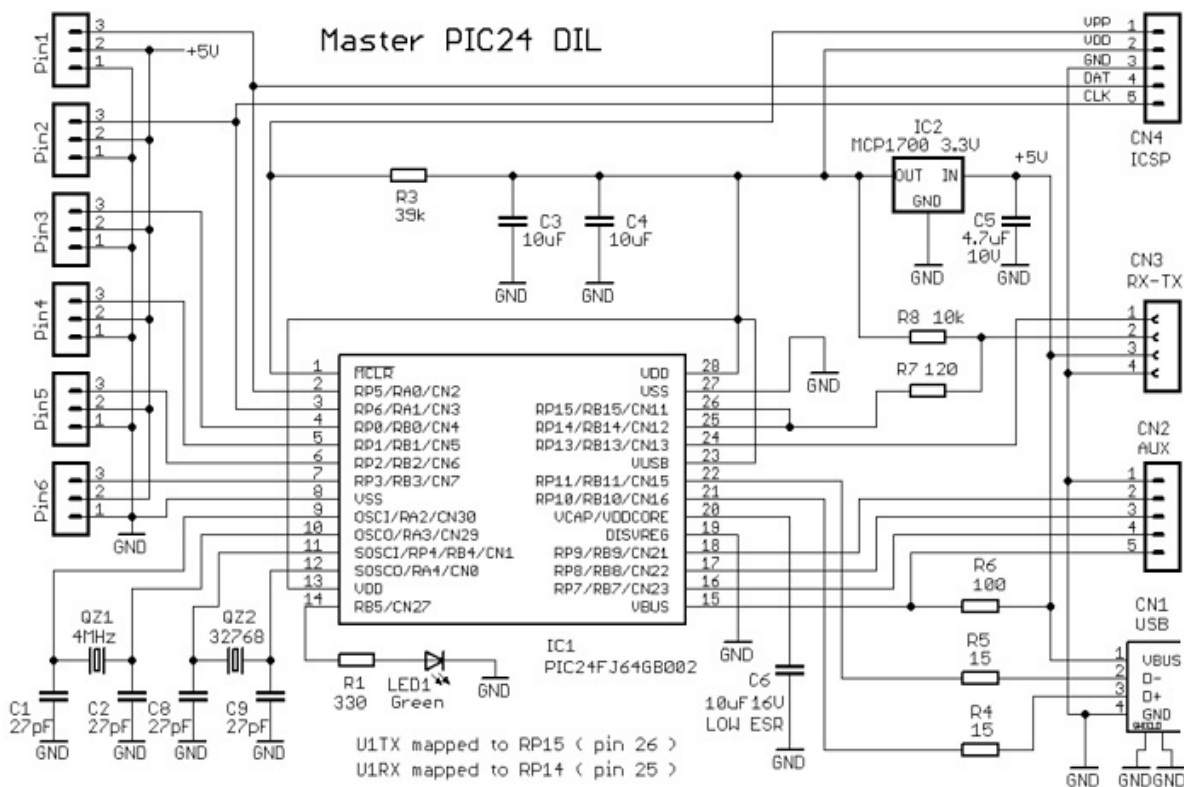 Master PIC24 DIL
Pin1
3
2
1
+5V
Pin2
3
2
1
Pin3
3
2
1
Pin4
3
2
1
Pin5
3
2
1
Pin6
3
2
1
GND
VPP 1
VDD 2
GND 3
DAT 4
CLK 5
CN4
ICSP
IC2
MCP1700 3.3V
OUT IN
GND
GND
+5V
C5
4.7uF
10V
GND
R3
39k
C3
10uF
GND
C4
10uF
GND
CN3
RX-TX
1
2
3
4
R8 10k
R7 120
GND
1 MCLR
2 RP5/RA0/CN2
3 RP6/RA1/CN3
4 RP0/RB0/CN4
5 RP1/RB1/CN5
6 RP2/RB2/CN6
7 RP3/RB3/CN7
8 VSS
9 OSCI/RA2/CN30
10 OSCO/RA3/CN29
11 SOSCI/RP4/RB4/CN1
12 SOSCO/RA4/CN0
13 VDD
14 RB5/CN27
VDD 28
VSS 27
RP15/RB15/CN11 26
RP14/RB14/CN12 25
RP13/RB13/CN13 24
VUSB 23
RP11/RB11/CN15 22
RP10/RB10/CN16 21
VCAP/VDDCORE 20
DISVREG 19
RP9/RB9/CN21 18
RP8/RB8/CN22 17
RP7/RB7/CN23 16
VBUS 15
IC1
PIC24FJ64GB002
CN2
AUX
1
2
3
4
5
R6
100
R5
15
R4
15
CN1
USB
1 VBUS
2 D-
3 D+
4 GND
SHIELD
GND
GND
GND
GND
C6
10uF 16V
LOW ESR
GND
QZ1
4MHz
QZ2
32768
C1
27pF
GND
C2
27pF
GND
C8
27pF
GND
C9
27pF
GND
R1
330
LED1
Green
GND
U1TX mapped to RP15 ( pin 26 )
U1RX mapped to RP14 ( pin 25 )